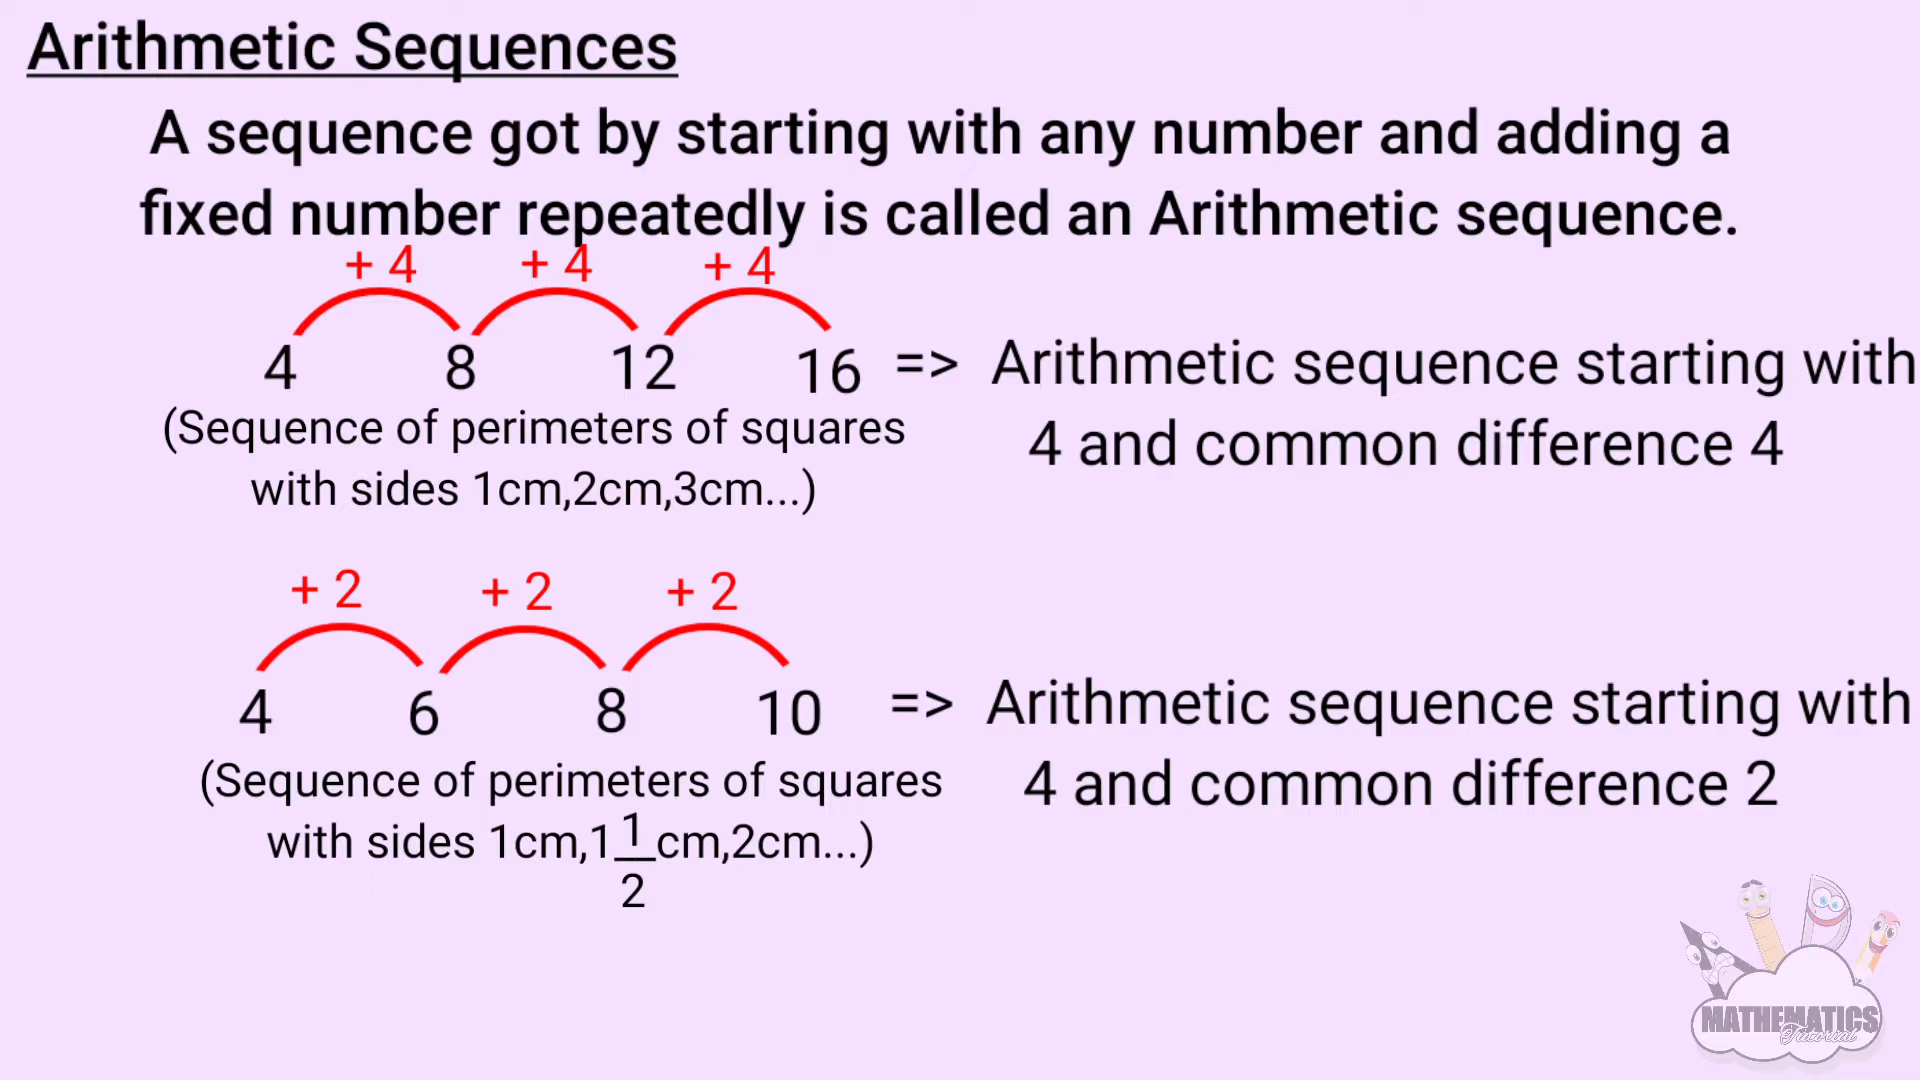 Arithmetic Sequences
A sequence got by starting with any number and adding a
fixed number repeatedly is called an Arithmetic sequence.
+ 4 + 4 + 4
4 8 12 16 => Arithmetic sequence starting with
4 and common difference 4
(Sequence of perimeters of squares
with sides 1cm,2cm,3cm...)
+ 2 + 2 + 2
4 6 8 10 => Arithmetic sequence starting with
4 and common difference 2
(Sequence of perimeters of squares
with sides 1cm,1 1/2 cm,2cm...)
MATHEMATICS
Tutorial